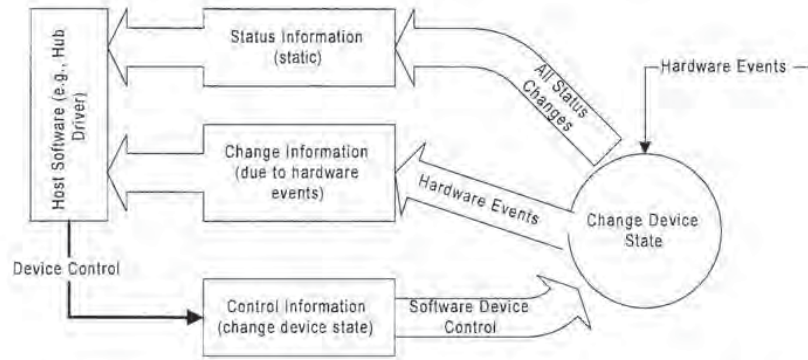 Host Software (e.g., Hub
Driver)
Status Information
(static)
All Status
Changes
Hardware Events
Change Information
(due to hardware
events)
Hardware Events
Change Device
State
Device Control
Control Information
(change device state)
Software Device
Control